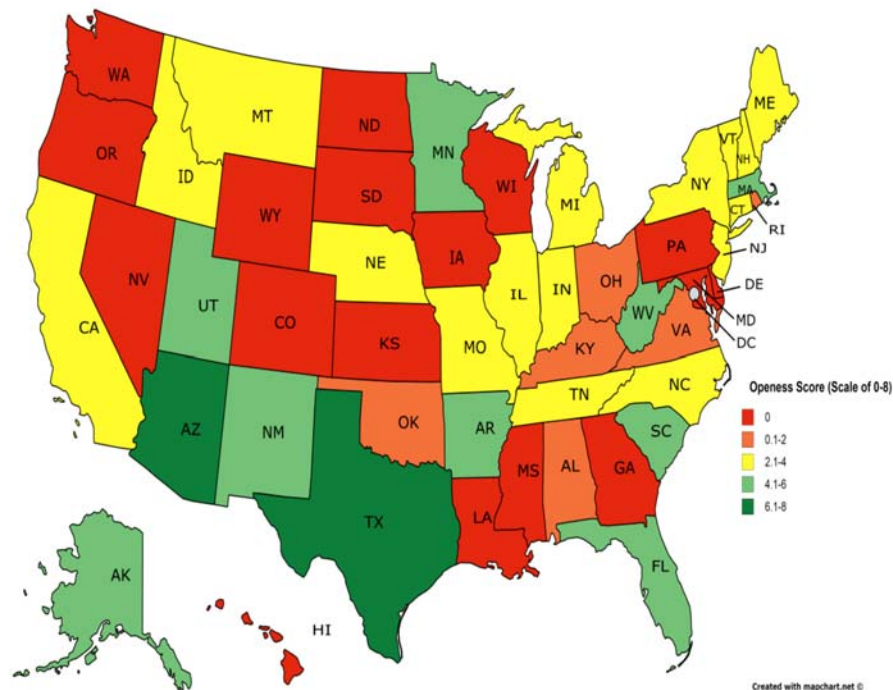 WA
MT
ND
MN
ME
OR
ID
VT
NH
WY
SD
WI
MI
NY
MA
CT
RI
NJ
NE
IA
PA
DE
NV
UT
IL
IN
OH
WV
MD
DC
CA
CO
KS
MO
KY
VA
TN
NC
AZ
NM
OK
AR
SC
MS
AL
GA
TX
LA
FL
AK
HI
Openess Score (Scale of 0-8)
0
0.1-2
2.1-4
4.1-6
6.1-8
Created with mapchart.net ©